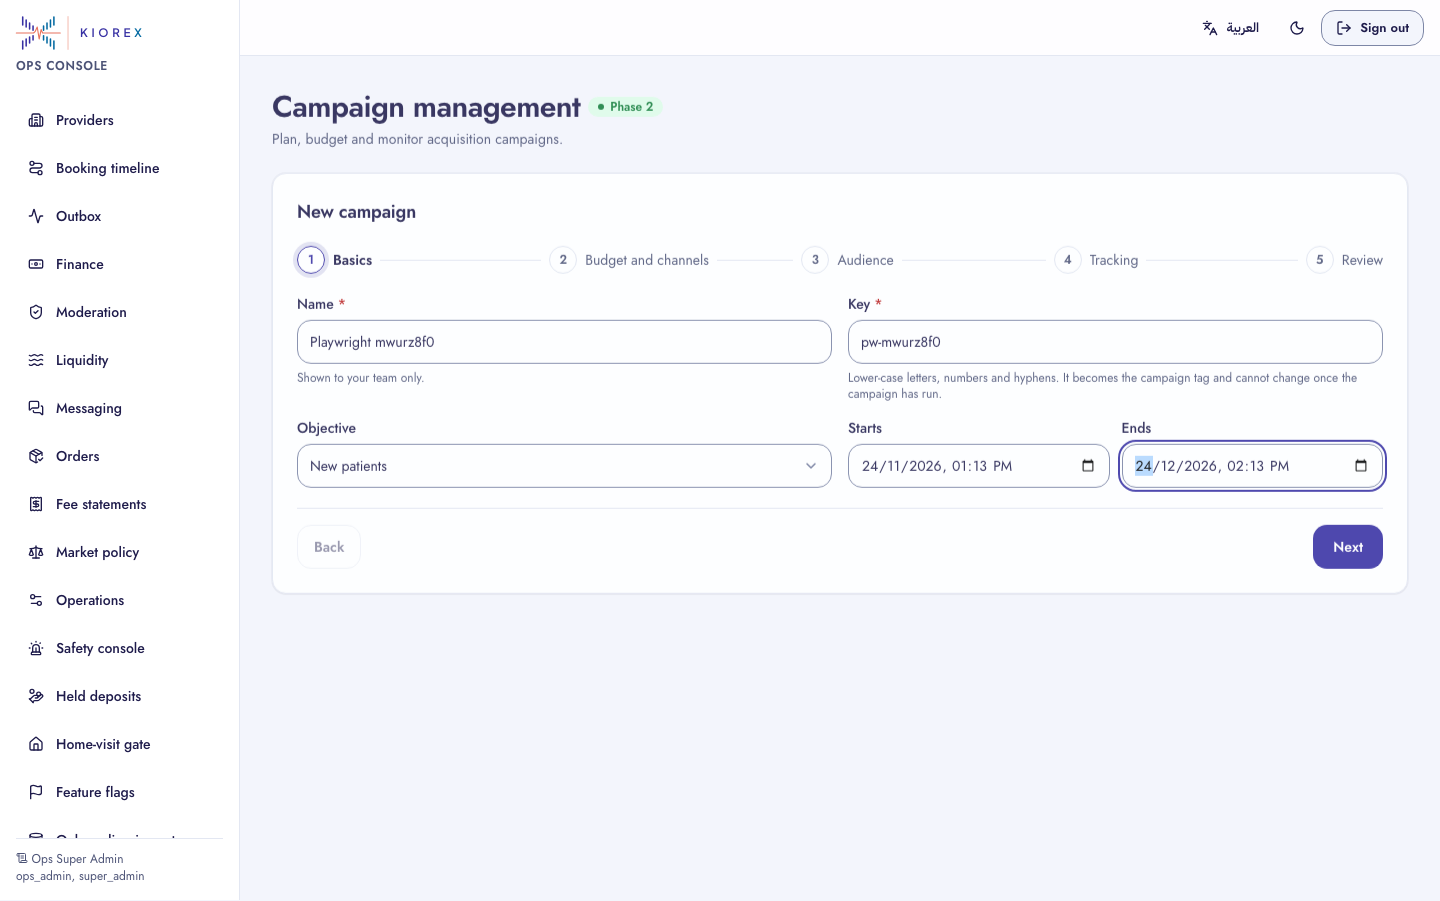 KIOREX
OPS CONSOLE
العربية
Sign out
Providers
Booking timeline
Outbox
Finance
Moderation
Liquidity
Messaging
Orders
Fee statements
Market policy
Operations
Safety console
Held deposits
Home-visit gate
Feature flags
Ops Super Admin
ops_admin, super_admin
Campaign management
Phase 2
Plan, budget and monitor acquisition campaigns.
New campaign
1 Basics
2 Budget and channels
3 Audience
4 Tracking
5 Review
Name *
Playwright mwurz8f0
Shown to your team only.
Key *
pw-mwurz8f0
Lower-case letters, numbers and hyphens. It becomes the campaign tag and cannot change once the
campaign has run.
Objective
New patients
Starts
24/11/2026, 01:13 PM
Ends
24/12/2026, 02:13 PM
Back
Next